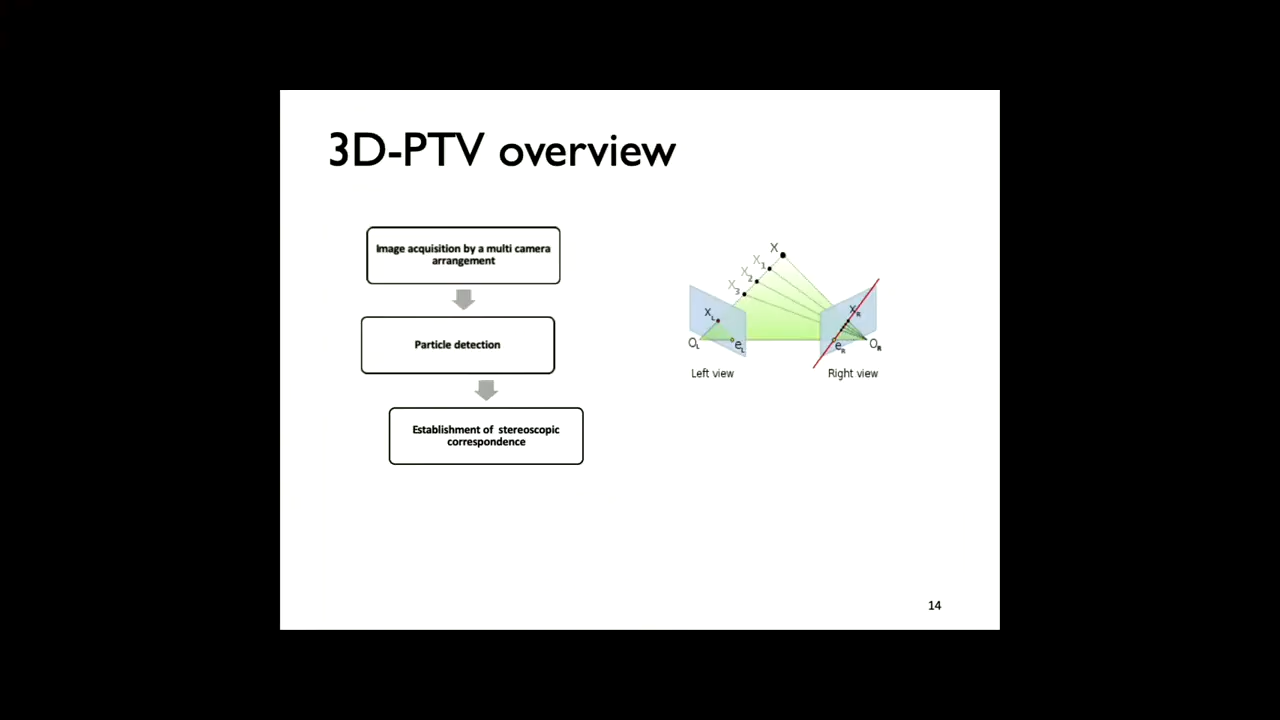 3D-PTV overview
Image acquisition by a multi camera
arrangement
Particle detection
Establishment of stereoscopic
correspondence
X
X1
X2
X3
XL
XR
OL
eL
eR
OR
Left view
Right view
14